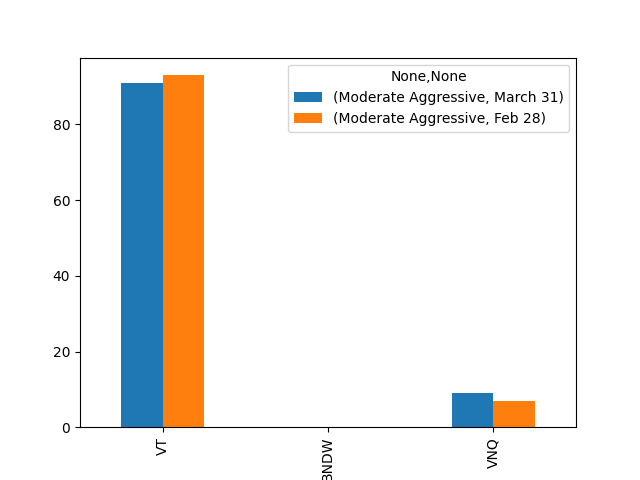 None,None
(Moderate Aggressive, March 31)
(Moderate Aggressive, Feb 28)
80
60
40
20
0
VT
BNDW
VNQ